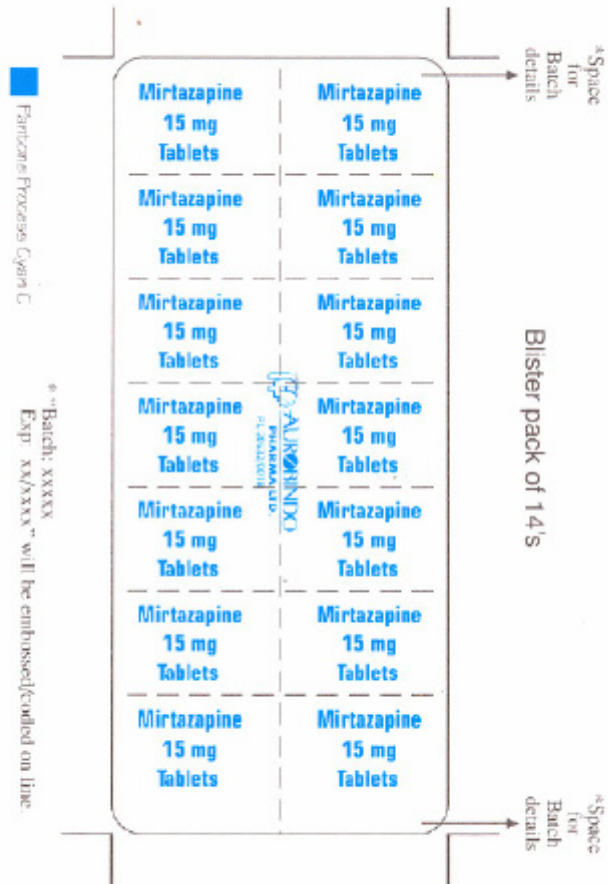 *Space
for
Batch
details
Mirtazapine
15 mg
Tablets
Mirtazapine
15 mg
Tablets
Mirtazapine
15 mg
Tablets
Mirtazapine
15 mg
Tablets
Mirtazapine
15 mg
Tablets
Mirtazapine
15 mg
Tablets
Mirtazapine
15 mg
Tablets
Mirtazapine
15 mg
Tablets
AUROBINDO
PHARMA LTD.
Mirtazapine
15 mg
Tablets
Mirtazapine
15 mg
Tablets
Mirtazapine
15 mg
Tablets
Mirtazapine
15 mg
Tablets
Mirtazapine
15 mg
Tablets
Mirtazapine
15 mg
Tablets
Blister pack of 14's
*Space
for
Batch
details
Pantone Process Cyan C
* "Batch: xxxxx
Exp xx/xxxx" will be embossed/coded on line.